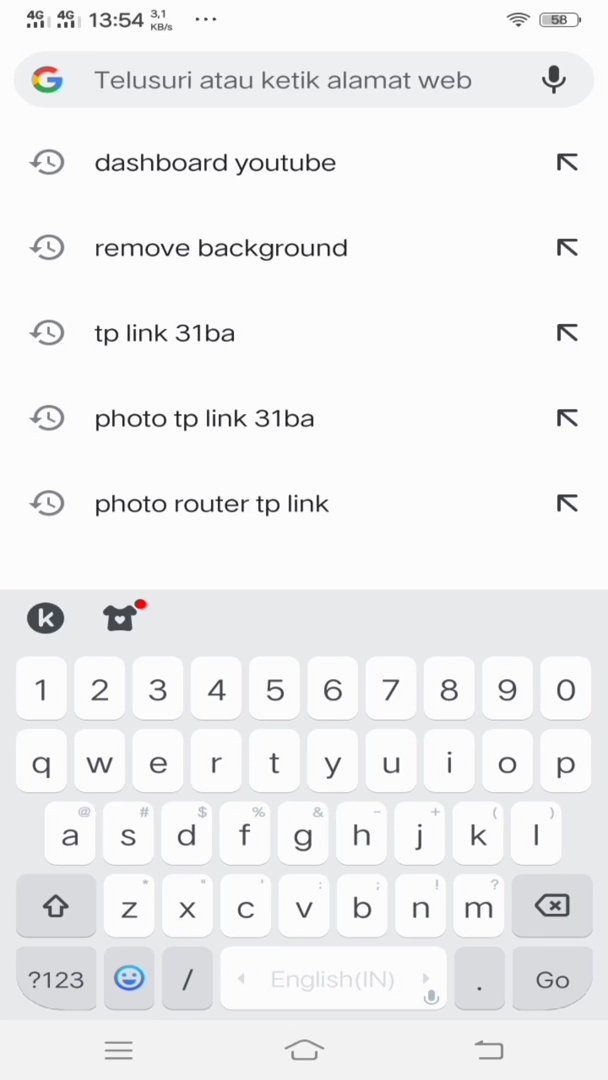 4G 4G 13:54 3,1 KB/s ... 58
Telusuri atau ketik alamat web
dashboard youtube
remove background
tp link 31ba
photo tp link 31ba
photo router tp link
k
1 2 3 4 5 6 7 8 9 0
q w e r t y u i o p
@ # $ % & - + ( )
a s d f g h j k l
* " ' : ; ! ?
z x c v b n m
?123 / English(IN) . Go